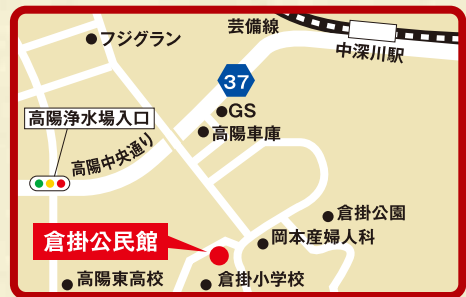 フジグラン
芸備線
中深川駅
37
GS
高陽車庫
高陽浄水場入口
高陽中央通り
倉掛公園
岡本産婦人科
倉掛公民館
高陽東高校
倉掛小学校